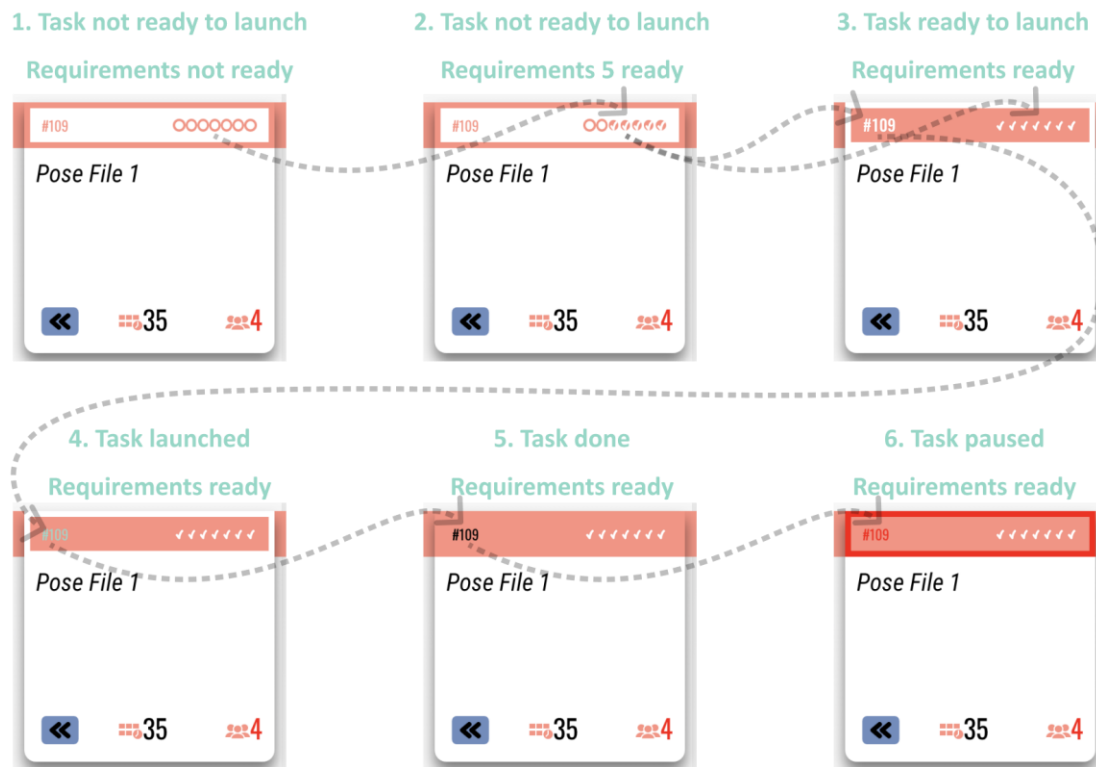 1. Task not ready to launch
Requirements not ready
#109
Pose File 1
35
4
2. Task not ready to launch
Requirements 5 ready
#109
Pose File 1
35
4
3. Task ready to launch
Requirements ready
#109
Pose File 1
35
4
4. Task launched
Requirements ready
#109
Pose File 1
35
4
5. Task done
Requirements ready
#109
Pose File 1
35
4
6. Task paused
Requirements ready
#109
Pose File 1
35
4